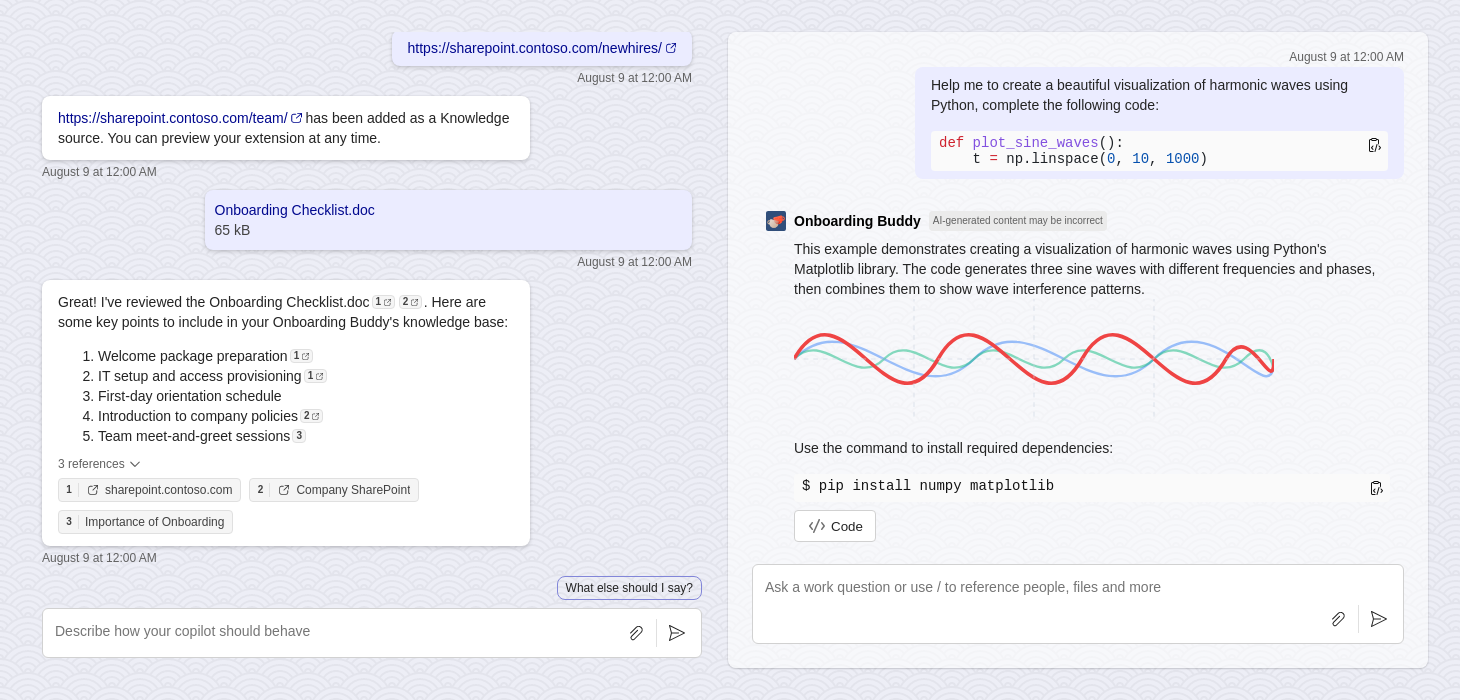 https://sharepoint.contoso.com/newhires/
August 9 at 12:00 AM
https://sharepoint.contoso.com/team/ has been added as a Knowledge
source. You can preview your extension at any time.
August 9 at 12:00 AM
Onboarding Checklist.doc
65 kB
August 9 at 12:00 AM
Great! I've reviewed the Onboarding Checklist.doc 1 2 . Here are
some key points to include in your Onboarding Buddy's knowledge base:
1. Welcome package preparation 1
2. IT setup and access provisioning 1
3. First-day orientation schedule
4. Introduction to company policies 2
5. Team meet-and-greet sessions 3
3 references
1 sharepoint.contoso.com 2 Company SharePoint
3 Importance of Onboarding
August 9 at 12:00 AM
What else should I say?
Describe how your copilot should behave
August 9 at 12:00 AM
Help me to create a beautiful visualization of harmonic waves using
Python, complete the following code:
def plot_sine_waves():
    t = np.linspace(0, 10, 1000)
Onboarding Buddy AI-generated content may be incorrect
This example demonstrates creating a visualization of harmonic waves using Python's
Matplotlib library. The code generates three sine waves with different frequencies and phases,
then combines them to show wave interference patterns.
Use the command to install required dependencies:
$ pip install numpy matplotlib
Code
Ask a work question or use / to reference people, files and more